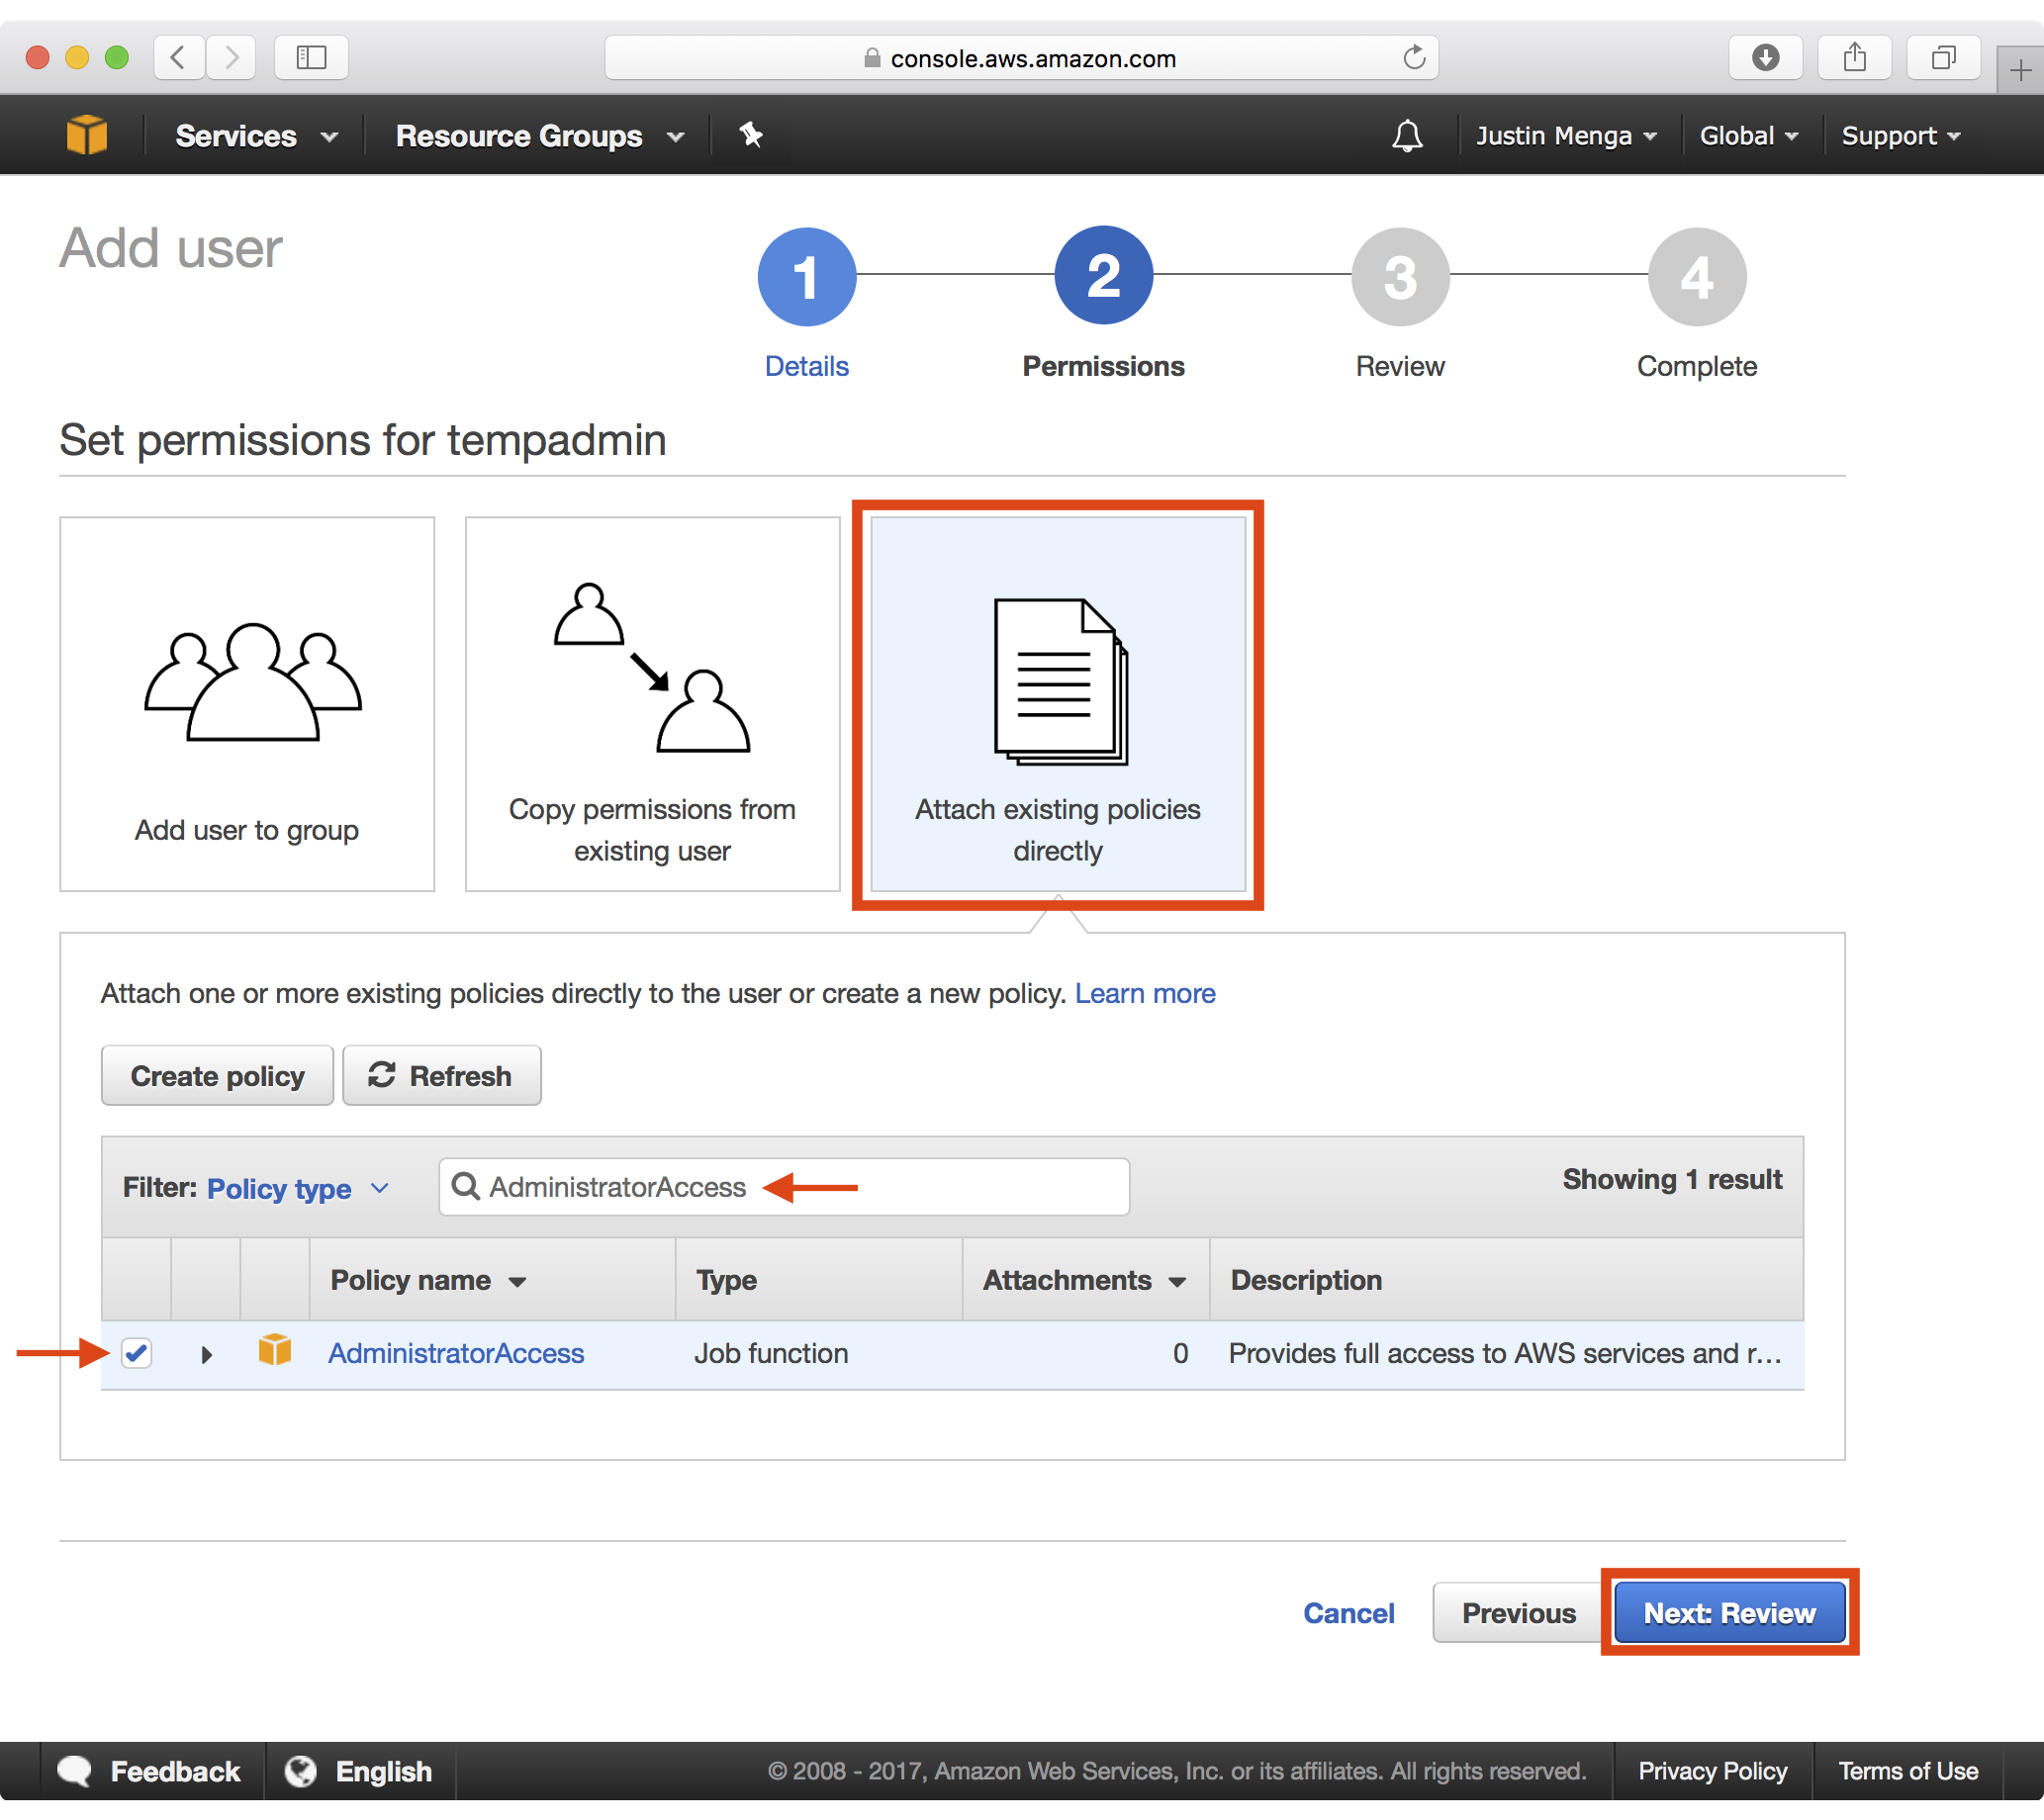 console.aws.amazon.com
Services Resource Groups Justin Menga Global Support
Add user
1 2 3 4
Details Permissions Review Complete
Set permissions for tempadmin
Add user to group
Copy permissions from
existing user
Attach existing policies
directly
Attach one or more existing policies directly to the user or create a new policy. Learn more
Create policy Refresh
Filter: Policy type AdministratorAccess Showing 1 result
Policy name Type Attachments Description
AdministratorAccess Job function 0 Provides full access to AWS services and r...
Cancel Previous Next: Review
Feedback English © 2008 - 2017, Amazon Web Services, Inc. or its affiliates. All rights reserved. Privacy Policy Terms of Use